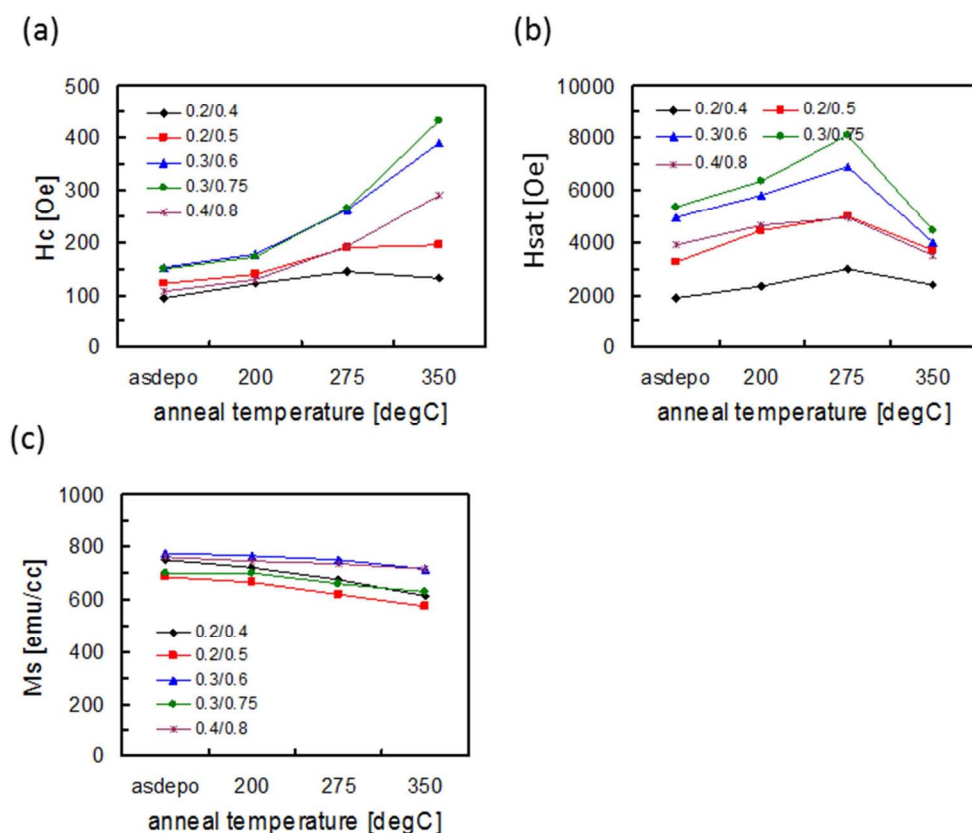 (a)
500
400
300
200
100
0
Hc [Oe]
0.2/0.4
0.2/0.5
0.3/0.6
0.3/0.75
0.4/0.8
asdepo 200 275 350
anneal temperature [degC]
(b)
10000
8000
6000
4000
2000
0
Hsat [Oe]
0.2/0.4 0.2/0.5
0.3/0.6 0.3/0.75
0.4/0.8
asdepo 200 275 350
anneal temperature [degC]
(c)
1000
800
600
400
200
0
Ms [emu/cc]
0.2/0.4
0.2/0.5
0.3/0.6
0.3/0.75
0.4/0.8
asdepo 200 275 350
anneal temperature [degC]